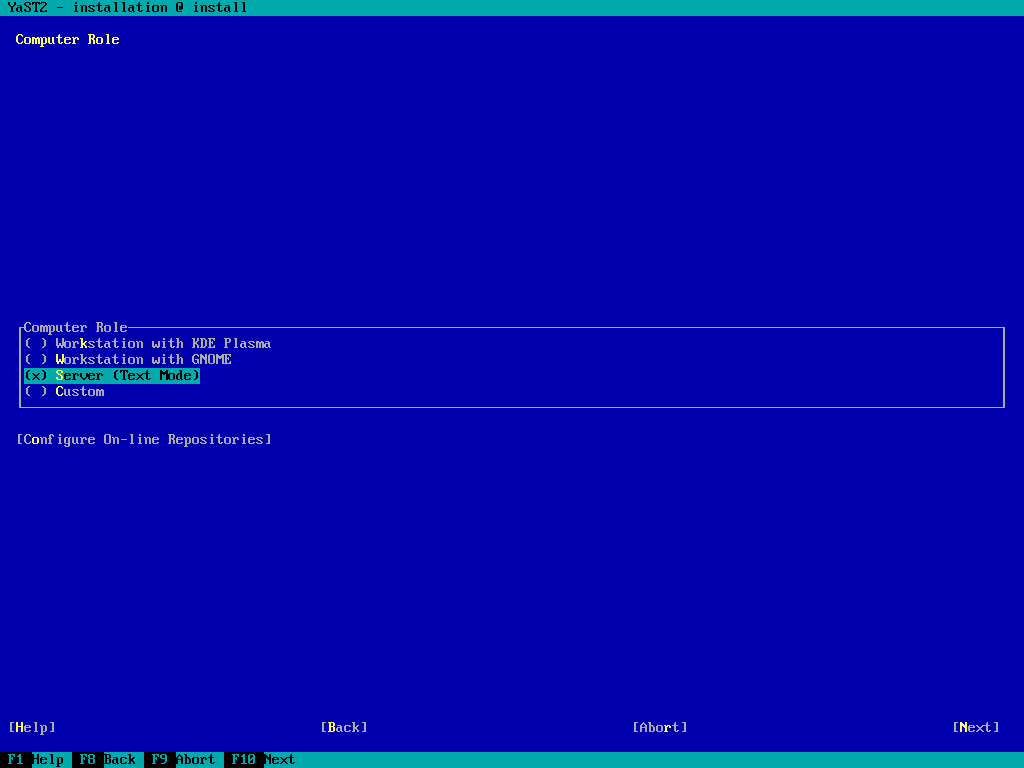 YaST2 - installation @ install
Computer Role
Computer Role
( ) Workstation with KDE Plasma
( ) Workstation with GNOME
(x) Server (Text Mode)
( ) Custom
[Configure On-line Repositories]
[Help] [Back] [Abort] [Next]
F1 Help F8 Back F9 Abort F10 Next